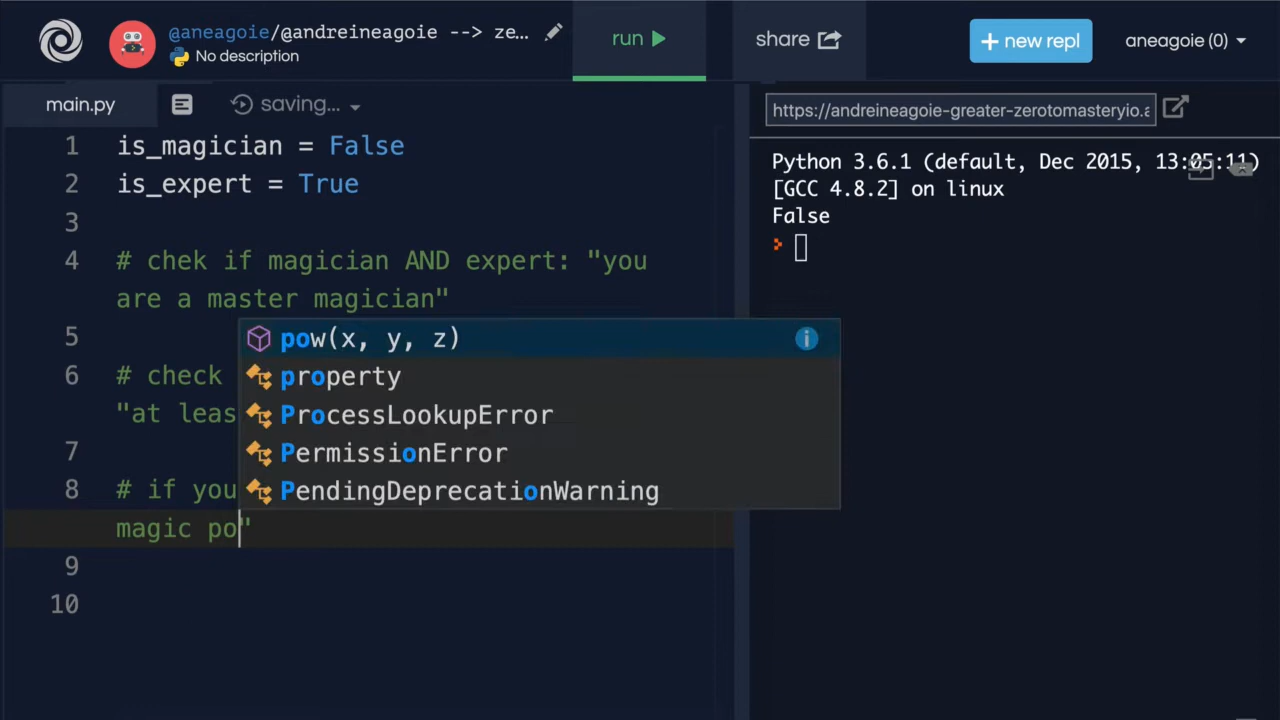 @aneagoie/@andreineagoie --> ze...
No description
run
share
+ new repl
aneagoie (0)
main.py
saving...
https://andreineagoie-greater-zerotomasteryio.a
1 is_magician = False
2 is_expert = True
3
4 # chek if magician AND expert: "you
are a master magician"
5
6 # check
"at leas
7
8 # if you
magic po"
9
10
pow(x, y, z)
property
ProcessLookupError
PermissionError
PendingDeprecationWarning
Python 3.6.1 (default, Dec 2015, 13:05:11)
[GCC 4.8.2] on linux
False